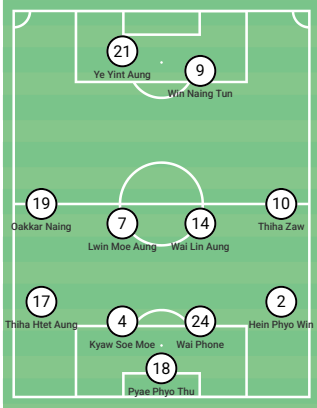 21
Ye Yint Aung
9
Win Naing Tun
19
Oakkar Naing
7
Lwin Moe Aung
14
Wai Lin Aung
10
Thiha Zaw
17
Thiha Htet Aung
4
Kyaw Soe Moe
24
Wai Phone
2
Hein Phyo Win
18
Pyae Phyo Thu